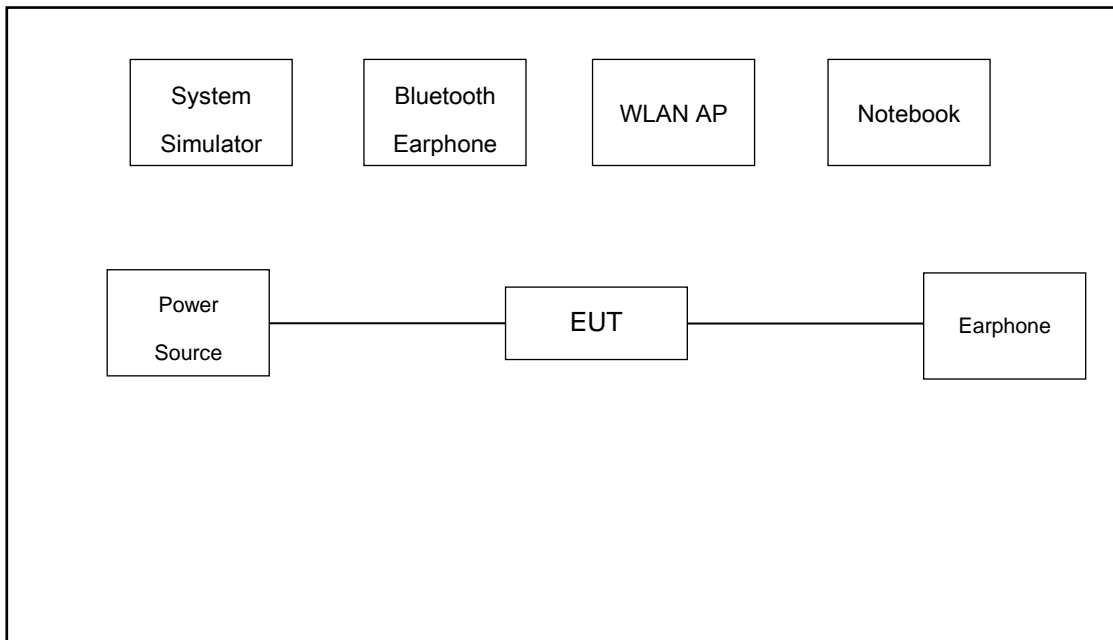 System
Simulator
Bluetooth
Earphone
WLAN AP
Notebook
Power
Source
EUT
Earphone